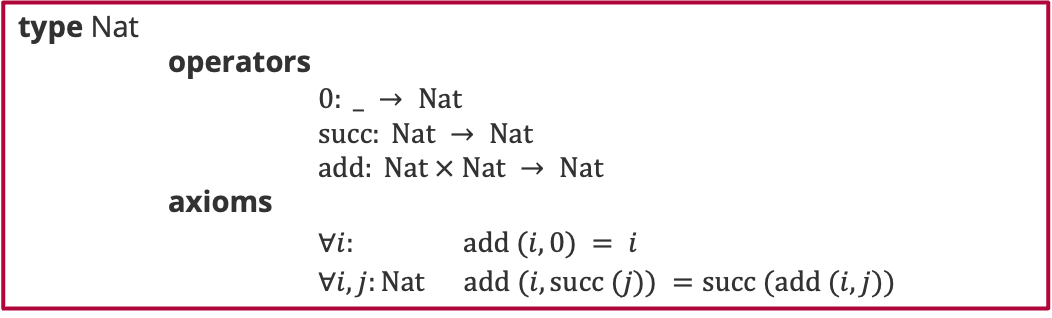 type Nat
operators
0: _ → Nat
succ: Nat → Nat
add: Nat × Nat → Nat
axioms
∀i: add (i, 0) = i
∀i, j: Nat add (i, succ (j)) = succ (add (i, j))